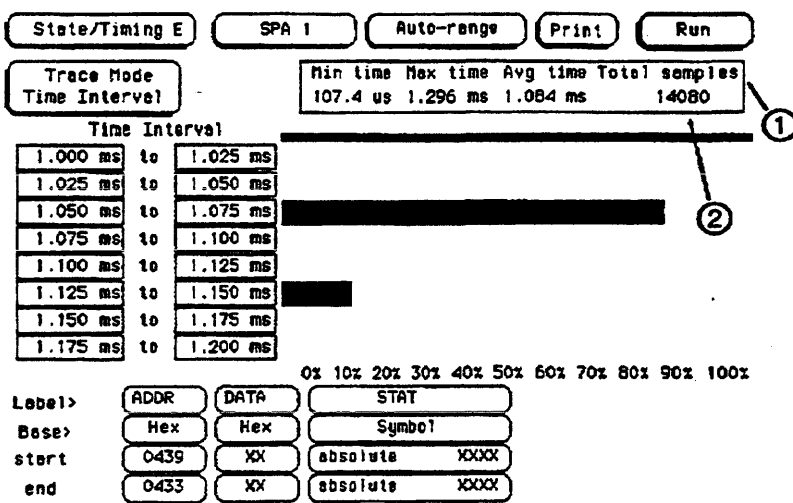 State/Timing E SPA 1 Auto-range Print Run
Trace Mode
Time Interval
Min time Max time Avg time Total samples
107.4 us 1.296 ms 1.084 ms 14080
①
②
Time Interval
1.000 ms to 1.025 ms
1.025 ms to 1.050 ms
1.050 ms to 1.075 ms
1.075 ms to 1.100 ms
1.100 ms to 1.125 ms
1.125 ms to 1.150 ms
1.150 ms to 1.175 ms
1.175 ms to 1.200 ms
0% 10% 20% 30% 40% 50% 60% 70% 80% 90% 100%
Label> ADDR DATA STAT
Base> Hex Hex Symbol
start 0439 XX absolute XXXX
end 0433 XX absolute XXXX